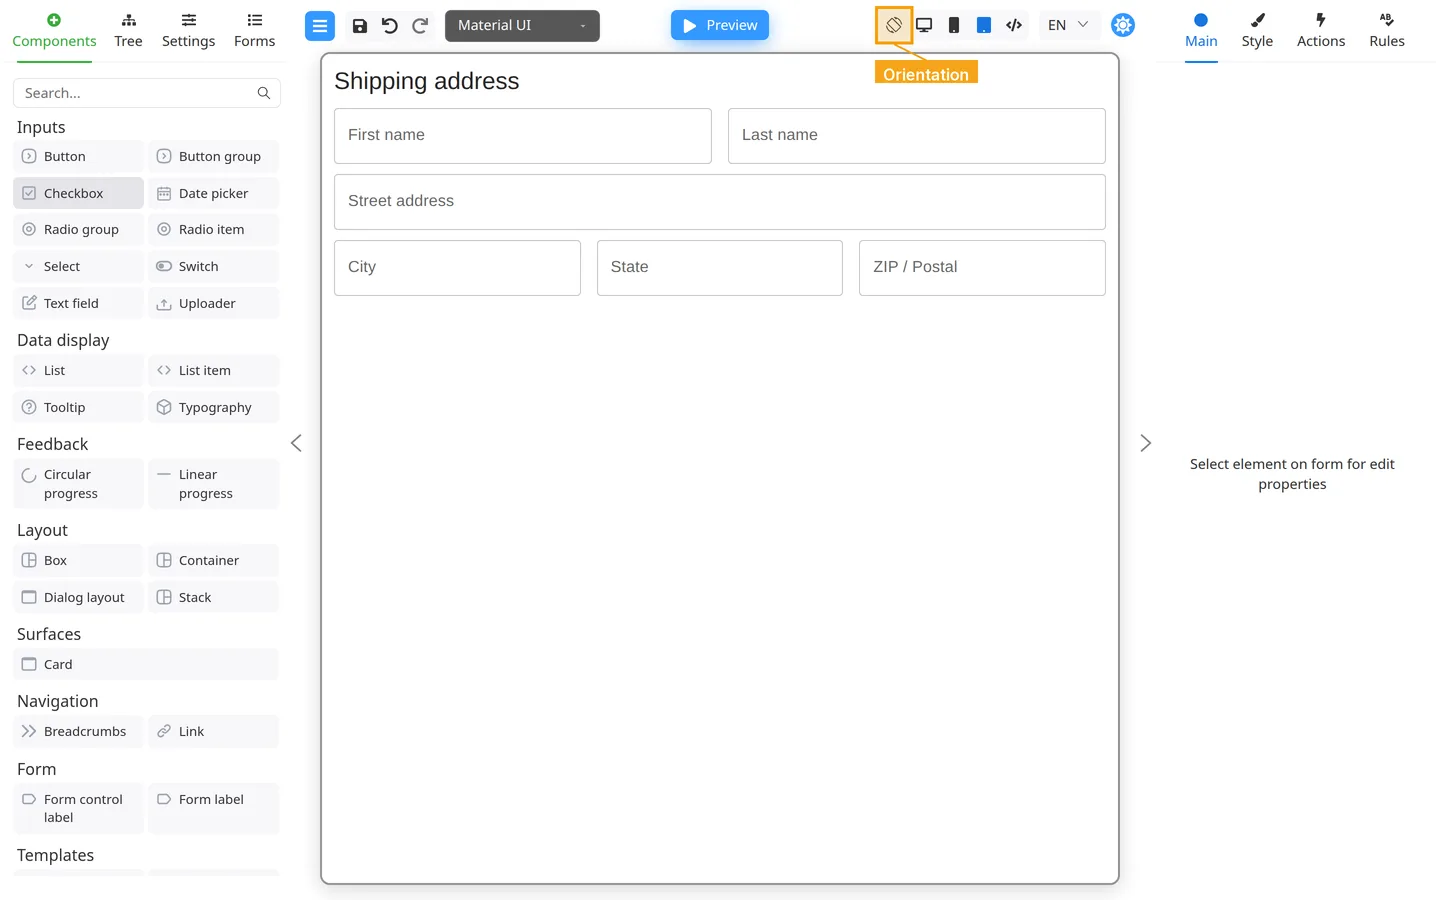 Components
Tree
Settings
Forms
Material UI
Preview
EN
Main
Style
Actions
Rules
Orientation
Search...
Inputs
Button
Button group
Checkbox
Date picker
Radio group
Radio item
Select
Switch
Text field
Uploader
Data display
List
List item
Tooltip
Typography
Feedback
Circular
progress
Linear
progress
Layout
Box
Container
Dialog layout
Stack
Surfaces
Card
Navigation
Breadcrumbs
Link
Form
Form control
label
Form label
Templates
Shipping address
First name
Last name
Street address
City
State
ZIP / Postal
Select element on form for edit
properties